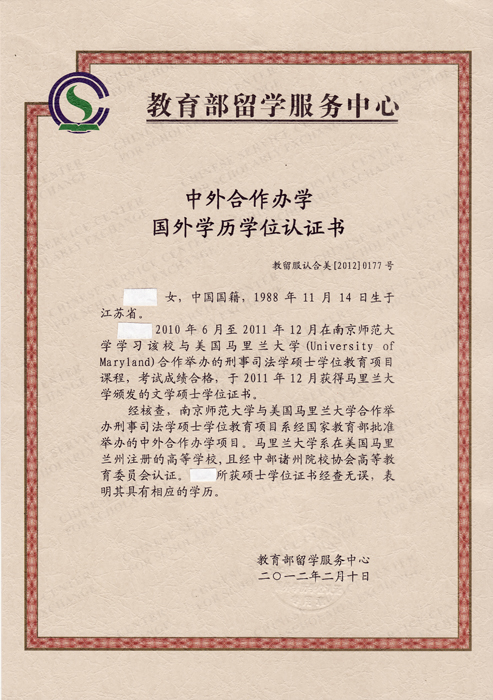 教育部留学服务中心
中外合作办学
国外学历学位认证书
教留服认合美[2012]0177号
女，中国国籍，1988 年 11 月 14 日生于
江苏省。
2010 年 6 月至 2011 年 12 月在南京师范大
学学习该校与美国马里兰大学(University of
Maryland)合作举办的刑事司法学硕士学位教育项目
课程，考试成绩合格，于 2011 年 12 月获得马里兰大
学颁发的文学硕士学位证书。
经核查，南京师范大学与美国马里兰大学合作举
办刑事司法学硕士学位教育项目系经国家教育部批准
举办的中外合作办学项目。马里兰大学系在美国马里
兰州注册的高等学校，且经中部诸州院校协会高等教
育委员会认证。 所获硕士学位证书经查无误，表
明其具有相应的学历。
教育部留学服务中心
二〇一二年二月十日